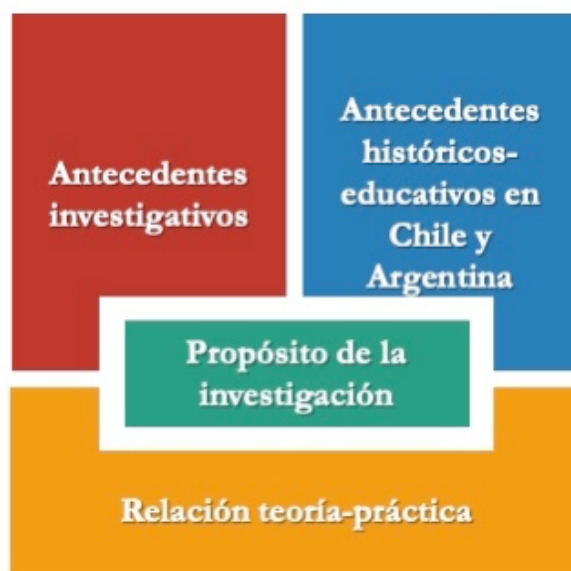 Antecedentes
investigativos
Antecedentes
históricos-
educativos en
Chile y
Argentina
Propósito de la
investigación
Relación teoría-práctica